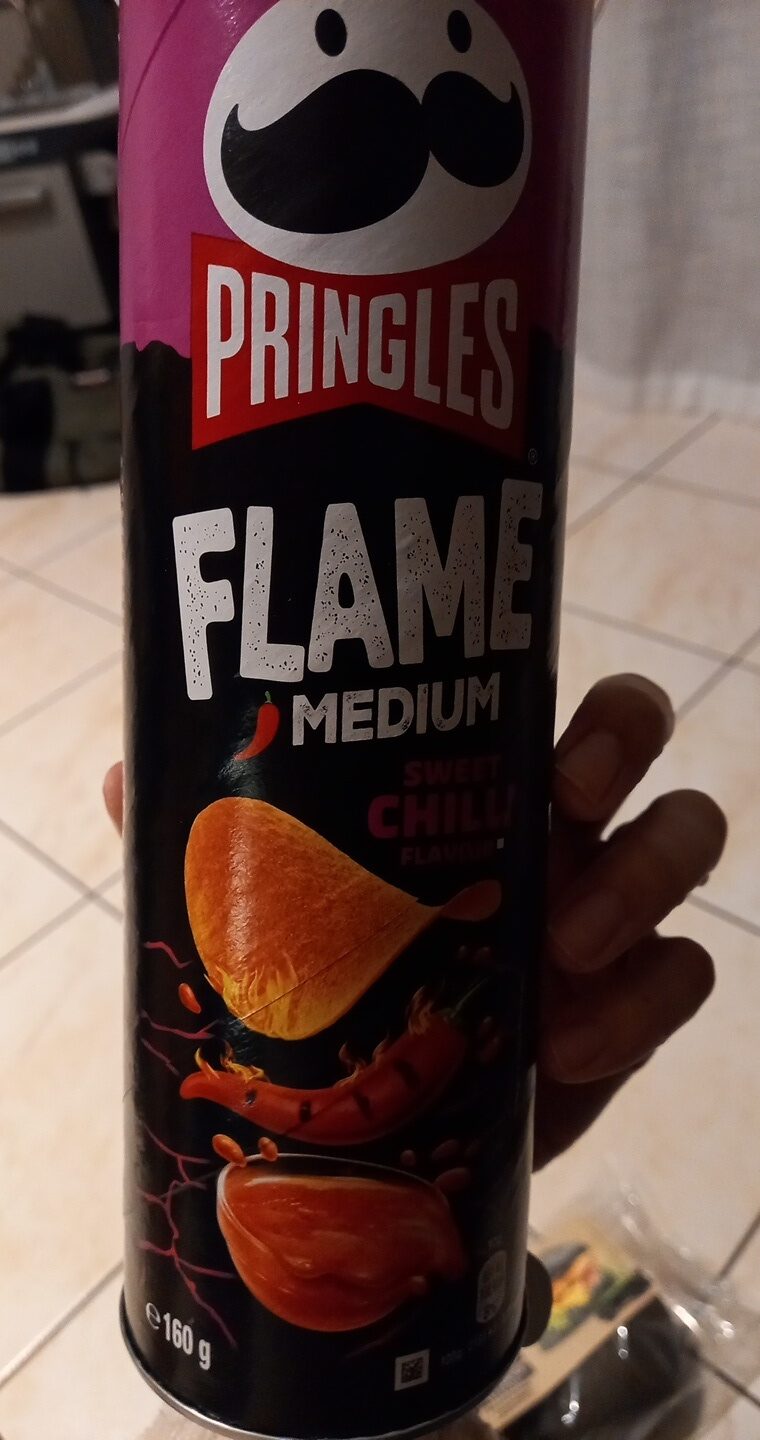 PRINGLES
®
FLAME
MEDIUM
SWEET
CHILLI
FLAVOUR
e 160 g